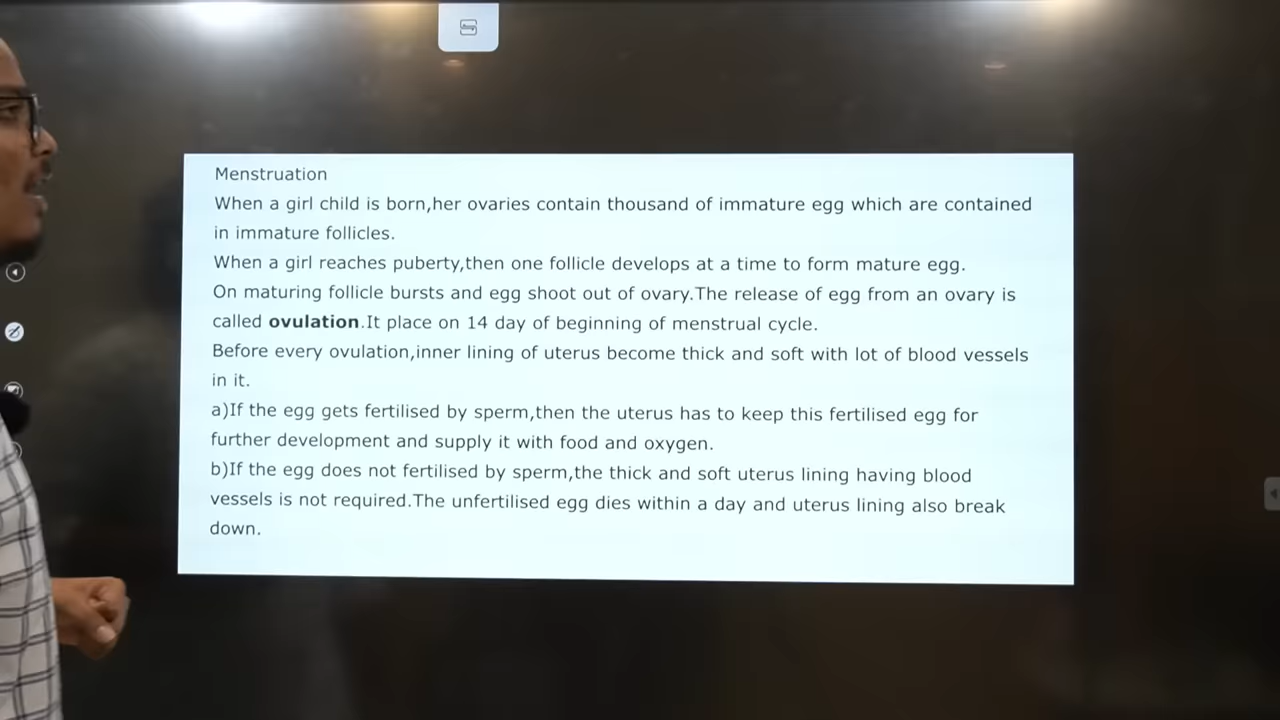 Menstruation
When a girl child is born,her ovaries contain thousand of immature egg which are contained
in immature follicles.
When a girl reaches puberty,then one follicle develops at a time to form mature egg.
On maturing follicle bursts and egg shoot out of ovary.The release of egg from an ovary is
called ovulation.It place on 14 day of beginning of menstrual cycle.
Before every ovulation,inner lining of uterus become thick and soft with lot of blood vessels
in it.
a)If the egg gets fertilised by sperm,then the uterus has to keep this fertilised egg for
further development and supply it with food and oxygen.
b)If the egg does not fertilised by sperm,the thick and soft uterus lining having blood
vessels is not required.The unfertilised egg dies within a day and uterus lining also break
down.